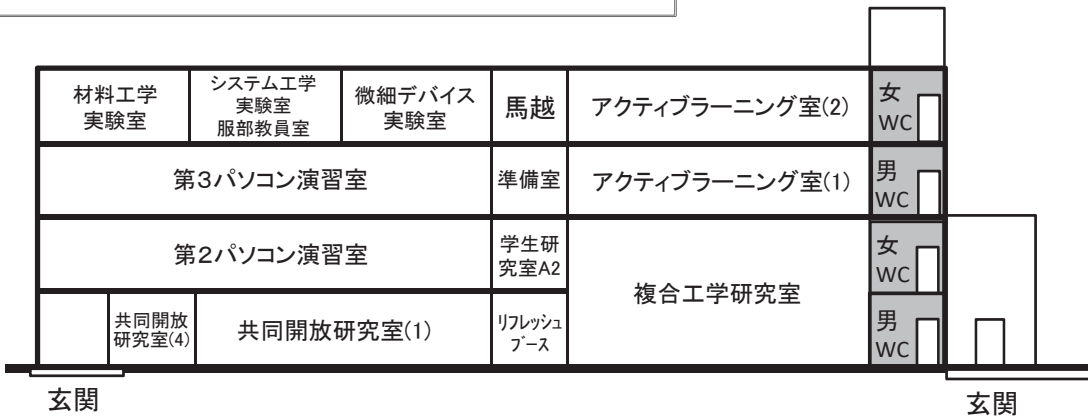 材料工学
実験室
システム工学
実験室
服部教員室
微細デバイス
実験室
馬越
アクティブラーニング室(2)
女
WC
第3パソコン演習室
準備室
アクティブラーニング室(1)
男
WC
第2パソコン演習室
学生研
究室A2
複合工学研究室
女
WC
共同開放
研究室(4)
共同開放研究室(1)
リフレッシュ
ブース
男
WC
玄関
玄関